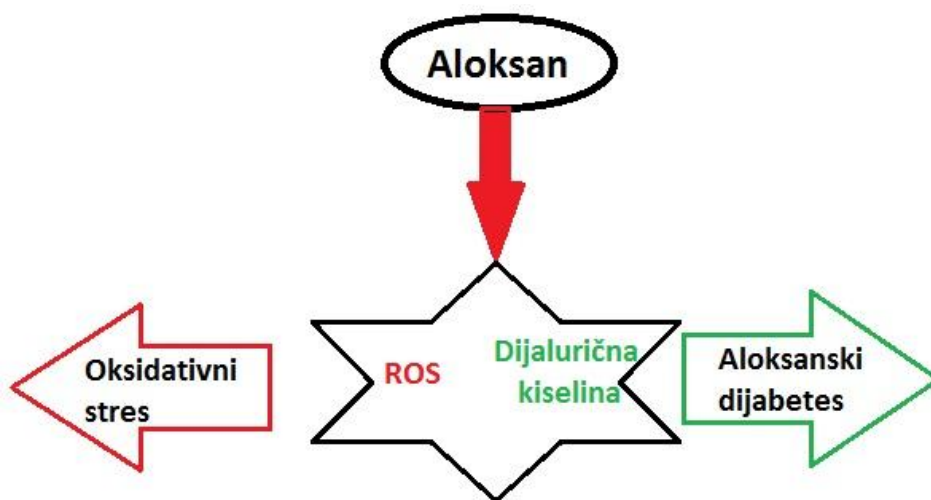 Aloksan
Oksidativni
stres
ROS
Dijalurična
kiselina
Aloksanski
dijabetes